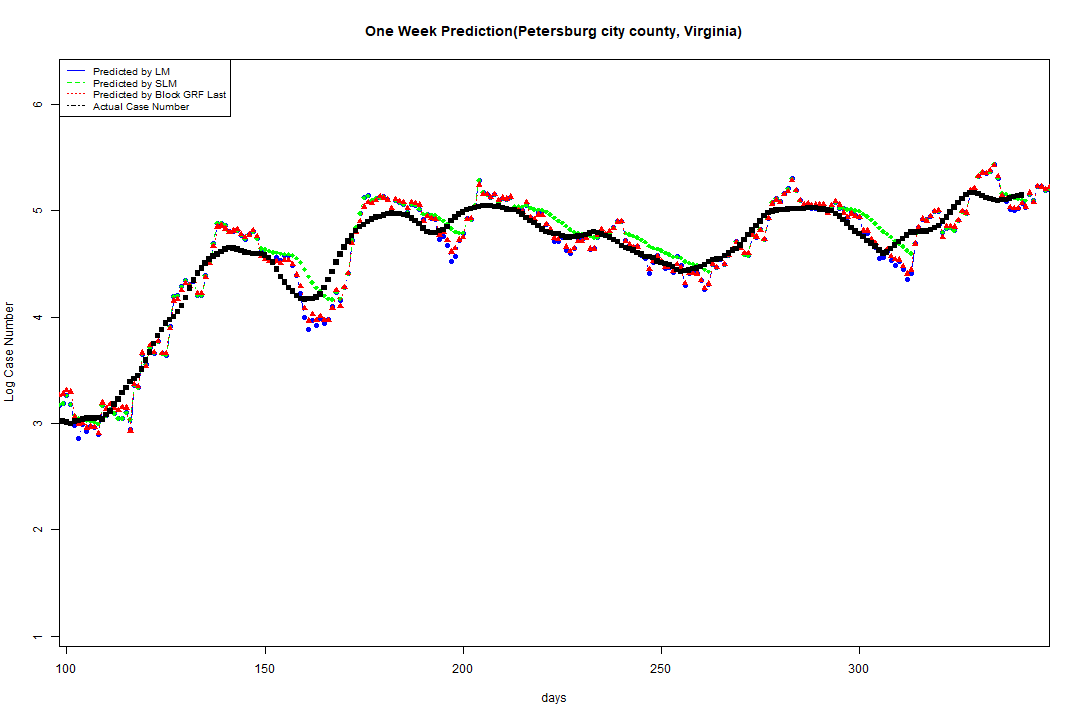 One Week Prediction(Petersburg city county, Virginia)
Predicted by LM
Predicted by SLM
Predicted by Block GRF Last
Actual Case Number
6
5
4
3
2
1
Log Case Number
100 150 200 250 300
days